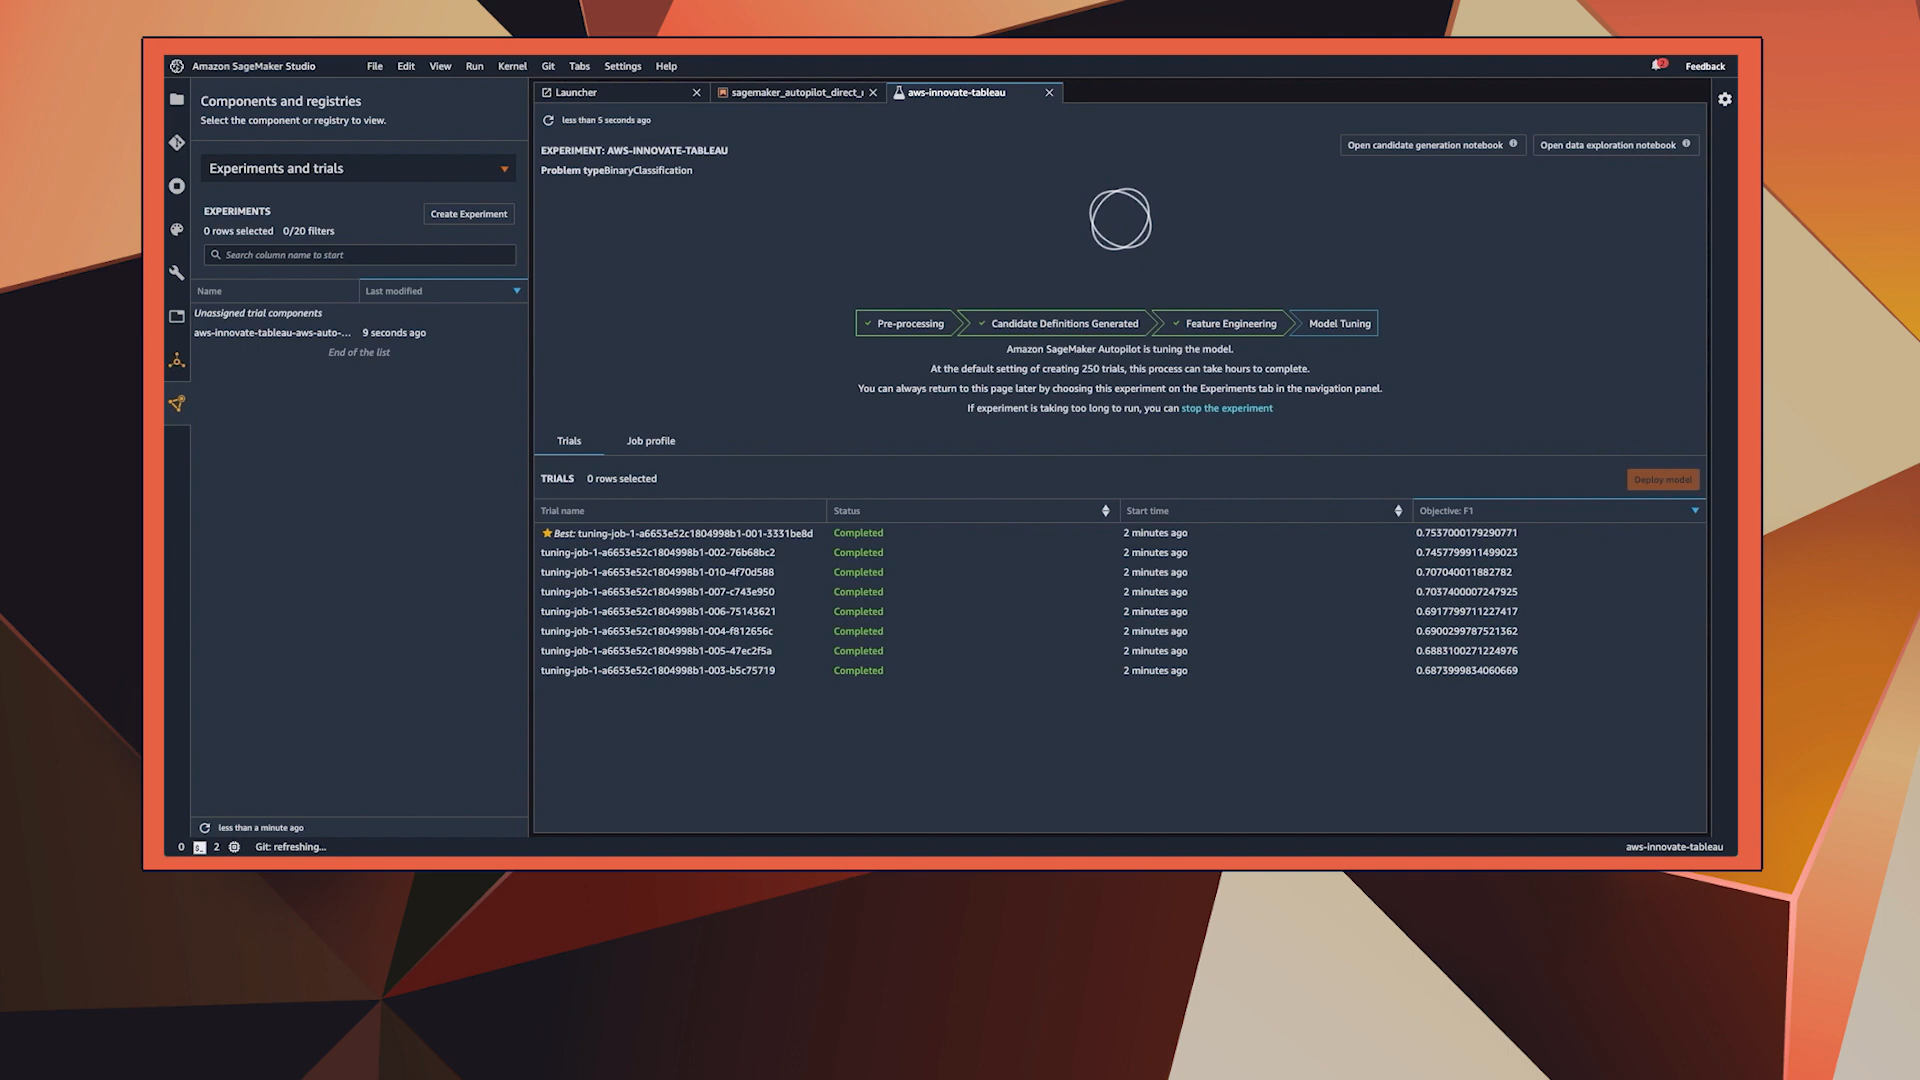 Amazon SageMaker Studio File Edit View Run Kernel Git Tabs Settings Help 2 Feedback
Components and registries
Select the component or registry to view.
Experiments and trials
EXPERIMENTS
Create Experiment
0 rows selected 0/20 filters
Search column name to start
Name Last modified
Unassigned trial components
aws-innovate-tableau-aws-auto-... 9 seconds ago
End of the list
less than a minute ago
Launcher sagemaker_autopilot_direct_ aws-innovate-tableau
less than 5 seconds ago
EXPERIMENT: AWS-INNOVATE-TABLEAU
Problem typeBinaryClassification
Open candidate generation notebook Open data exploration notebook
Pre-processing Candidate Definitions Generated Feature Engineering Model Tuning
Amazon SageMaker Autopilot is tuning the model.
At the default setting of creating 250 trials, this process can take hours to complete.
You can always return to this page later by choosing this experiment on the Experiments tab in the navigation panel.
If experiment is taking too long to run, you can stop the experiment
Trials Job profile
TRIALS 0 rows selected Deploy model
Trial name Status Start time Objective: F1
Best: tuning-job-1-a6653e52c1804998b1-001-3331be8d Completed 2 minutes ago 0.7537000179290771
tuning-job-1-a6653e52c1804998b1-002-76b68bc2 Completed 2 minutes ago 0.7457799911499023
tuning-job-1-a6653e52c1804998b1-010-4f70d588 Completed 2 minutes ago 0.707040011882782
tuning-job-1-a6653e52c1804998b1-007-c743e950 Completed 2 minutes ago 0.7037400007247925
tuning-job-1-a6653e52c1804998b1-006-75143621 Completed 2 minutes ago 0.6917799711227417
tuning-job-1-a6653e52c1804998b1-004-f812656c Completed 2 minutes ago 0.6900299787521362
tuning-job-1-a6653e52c1804998b1-005-47ec2f5a Completed 2 minutes ago 0.6883100271224976
tuning-job-1-a6653e52c1804998b1-003-b5c75719 Completed 2 minutes ago 0.6873999834060669
0 $_ 2 Git: refreshing... aws-innovate-tableau